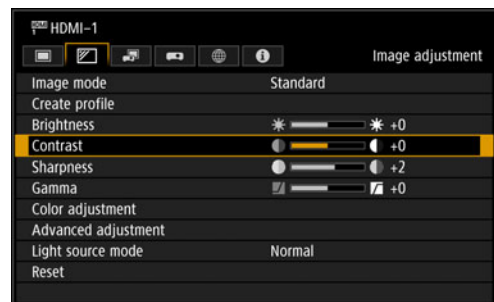 HDMI HDMI-1
Image adjustment
Image mode Standard
Create profile
Brightness +0
Contrast +0
Sharpness +2
Gamma +0
Color adjustment
Advanced adjustment
Light source mode Normal
Reset